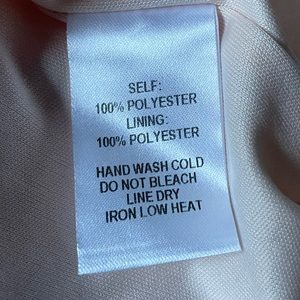 SELF:
100% POLYESTER
LINING:
100% POLYESTER
HAND WASH COLD
DO NOT BLEACH
LINE DRY
IRON LOW HEAT